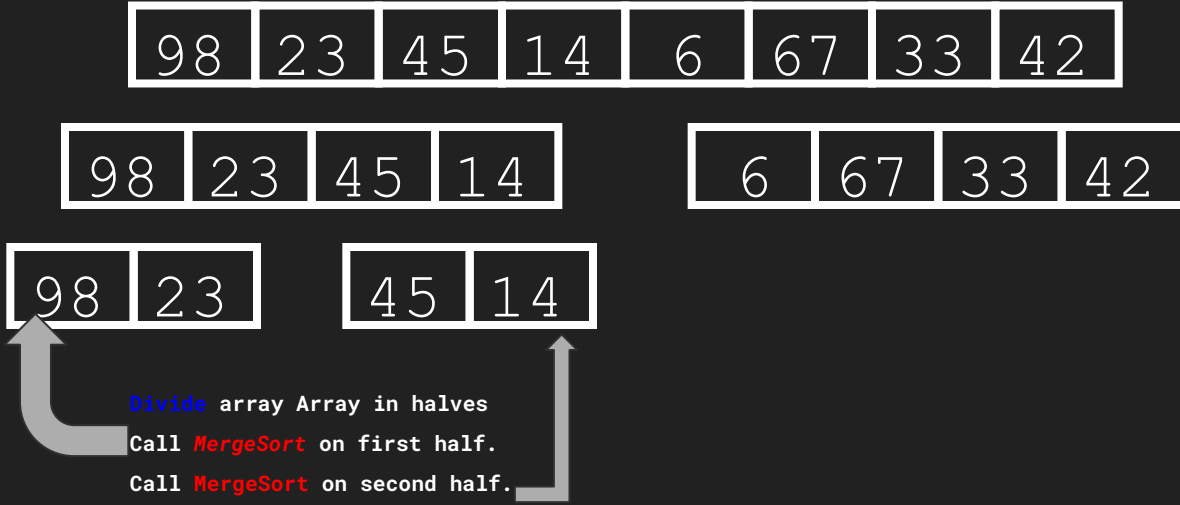 98 23 45 14 6 67 33 42
98 23 45 14 6 67 33 42
98 23 45 14
Divide array Array in halves
Call MergeSort on first half.
Call MergeSort on second half.